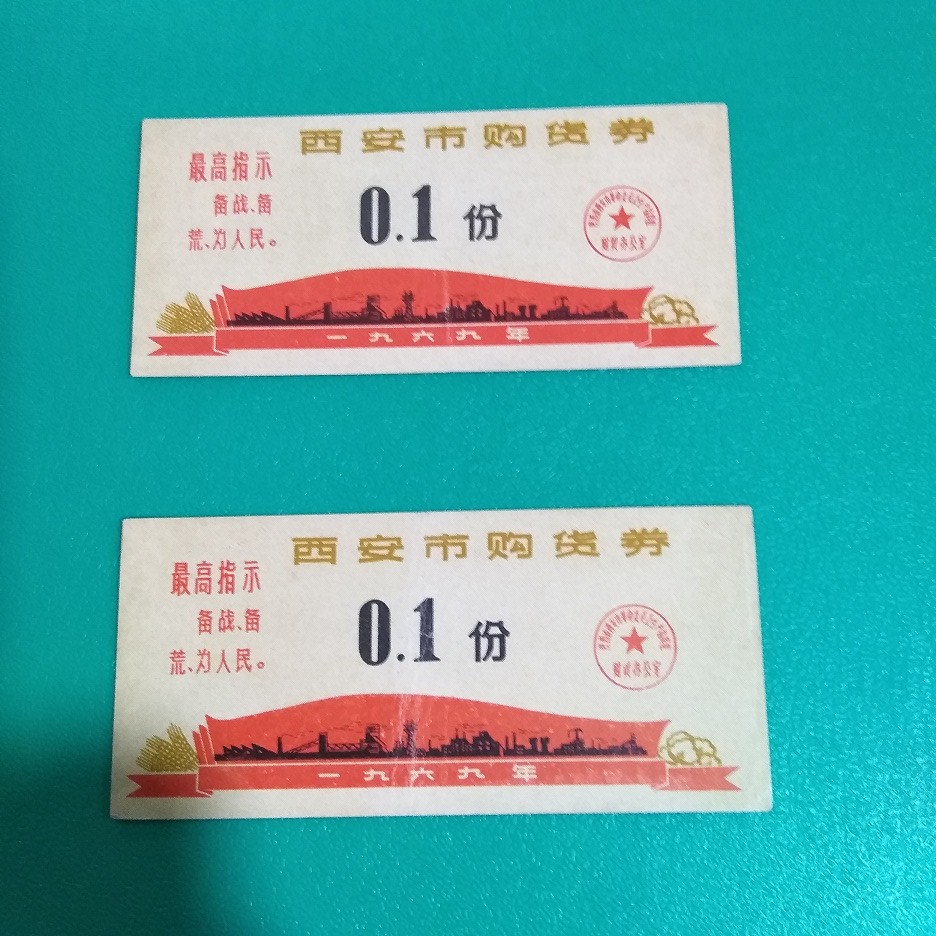 西安市购货券
最高指示
备战、备
荒、为人民。
0.1 份
一九六九年
西安市购货券
最高指示
备战、备
荒、为人民。
0.1 份
一九六九年